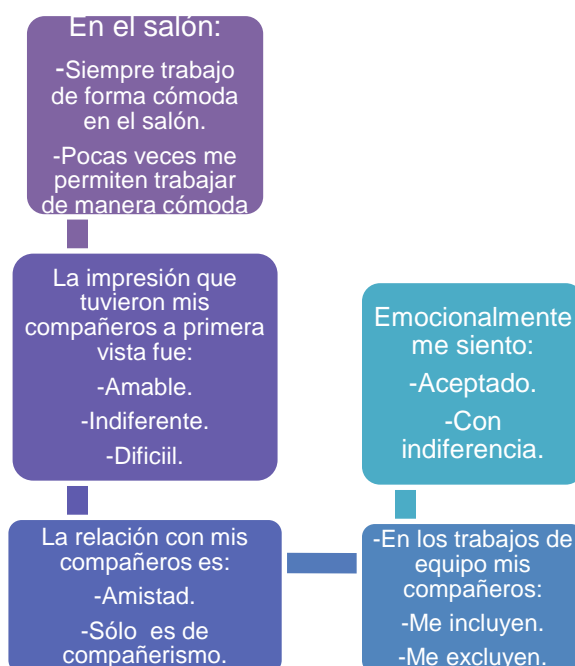 En el salón:
-Siempre trabajo
de forma cómoda
en el salón.
-Pocas veces me
permiten trabajar
de manera cómoda
La impresión que
tuvieron mis
compañeros a primera
vista fue:
-Amable.
-Indiferente.
-Dificiil.
La relación con mis
compañeros es:
-Amistad.
-Sólo es de
compañerismo.
-En los trabajos de
equipo mis
compañeros:
-Me incluyen.
-Me excluyen.
Emocionalmente
me siento:
-Aceptado.
-Con
indiferencia.